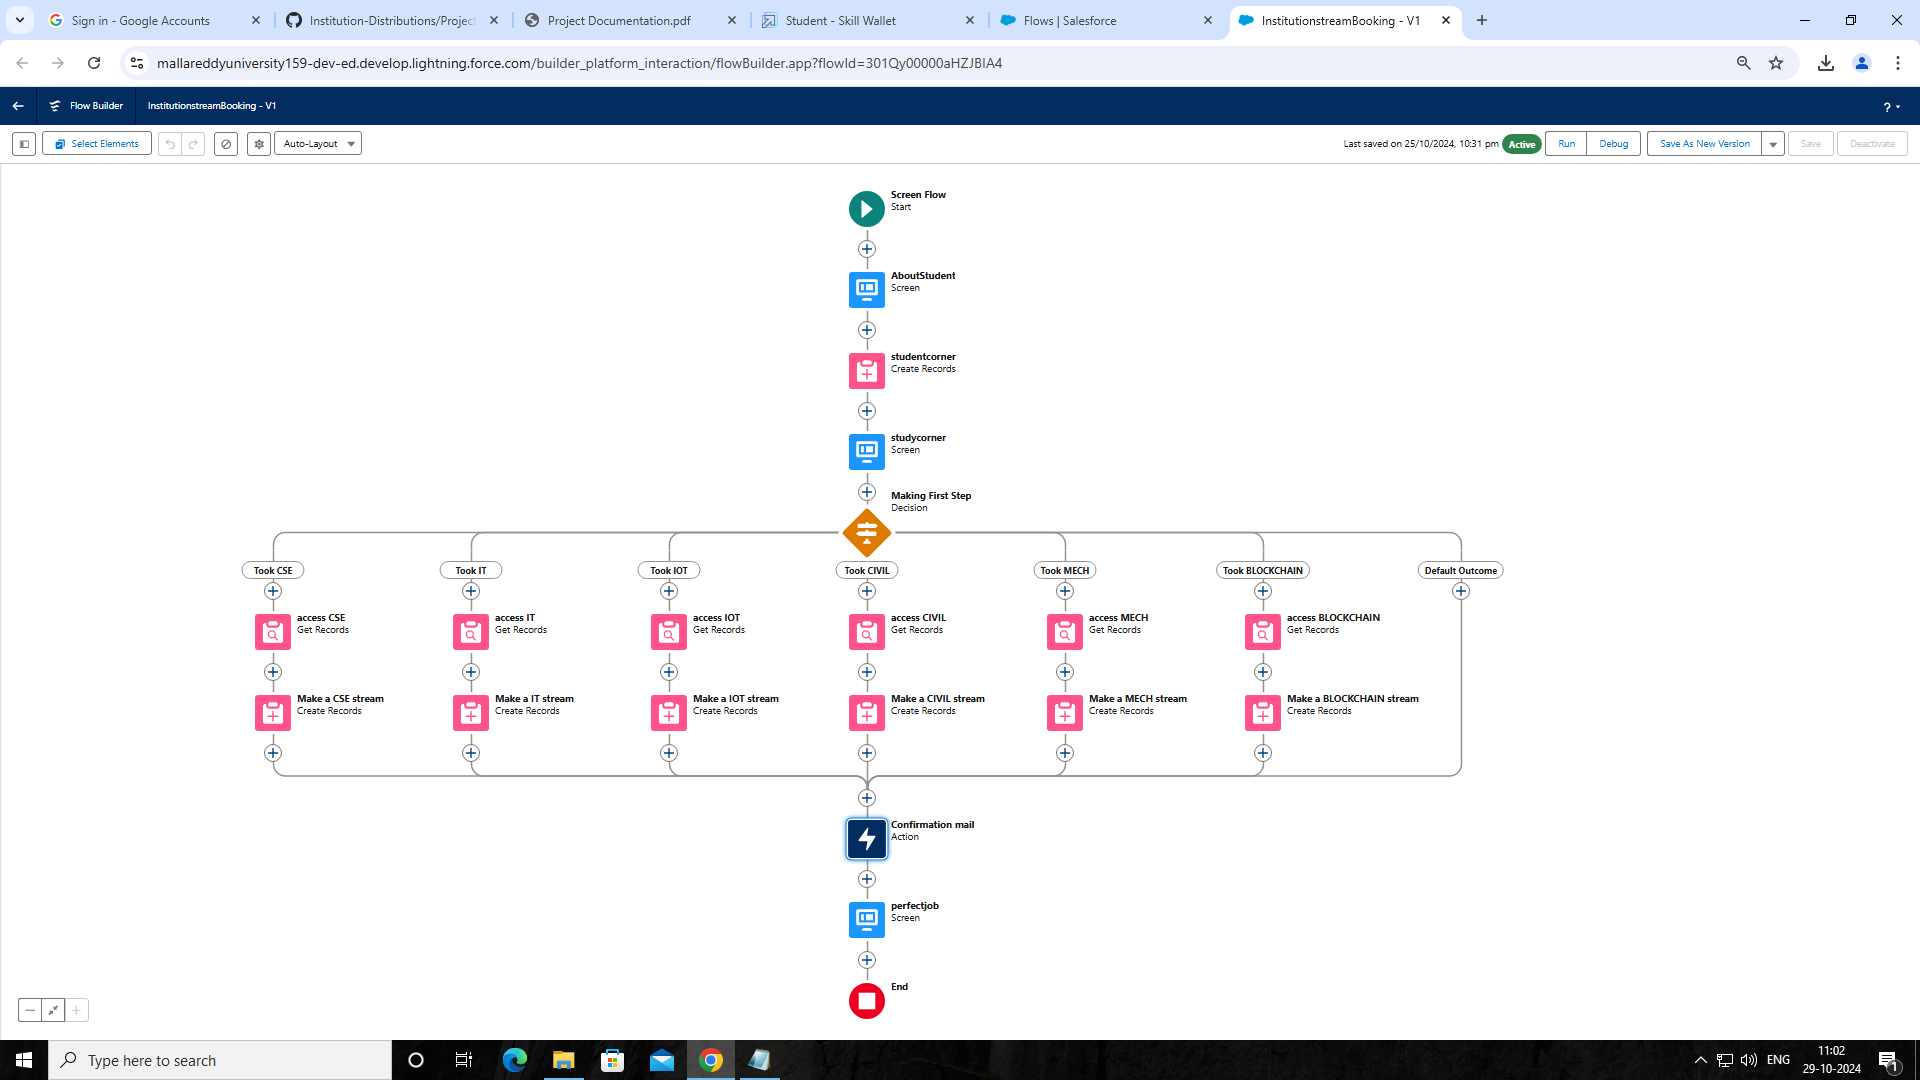 Sign in - Google Accounts
Institution-Distributions/Project
Project Documentation.pdf
Student - Skill Wallet
Flows | Salesforce
InstitutionstreamBooking - V1
mallareddyuniversity159-dev-ed.develop.lightning.force.com/builder_platform_interaction/flowBuilder.app?flowId=301Qy00000aHZJBIA4
Flow Builder
InstitutionstreamBooking - V1
?
Select Elements
Auto-Layout
Last saved on 25/10/2024, 10:31 pm
Active
Run
Debug
Save As New Version
Save
Deactivate
Screen Flow
Start
AboutStudent
Screen
studentcorner
Create Records
studycorner
Screen
Making First Step
Decision
Took CSE
Took IT
Took IOT
Took CIVIL
Took MECH
Took BLOCKCHAIN
Default Outcome
access CSE
Get Records
access IT
Get Records
access IOT
Get Records
access CIVIL
Get Records
access MECH
Get Records
access BLOCKCHAIN
Get Records
Make a CSE stream
Create Records
Make a IT stream
Create Records
Make a IOT stream
Create Records
Make a CIVIL stream
Create Records
Make a MECH stream
Create Records
Make a BLOCKCHAIN stream
Create Records
Confirmation mail
Action
perfectjob
Screen
End
Type here to search
ENG
11:02
29-10-2024
1